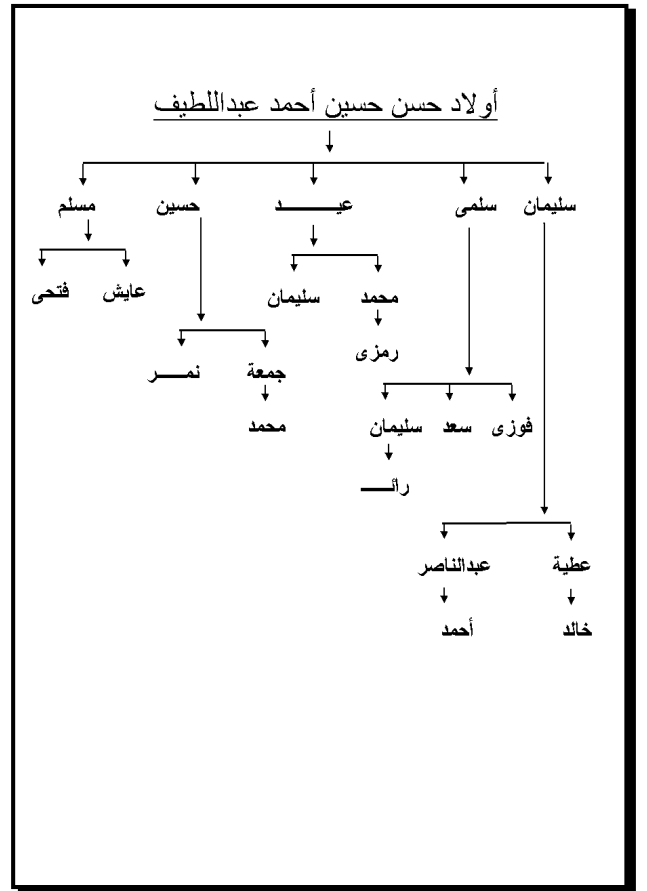 أولاد حسن حسين أحمد عبداللطيف
سليمان سلمى عيـــــــد حسين مسلم
محمد سليمان عايش فتحى
رمزى
جمعة نمـــر
فوزى سعد سليمان محمد
رائـــــ
عطية عبدالناصر
خالد أحمد